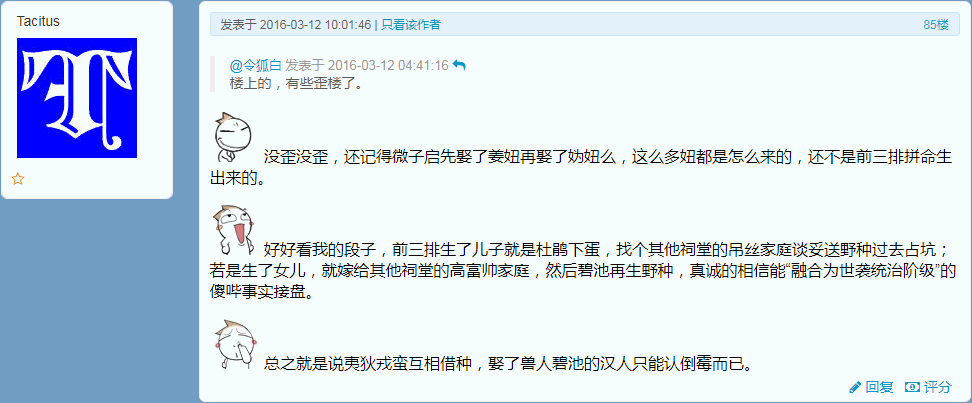 Tacitus
发表于 2016-03-12 10:01:46 | 只看该作者
85楼
@令狐白 发表于 2016-03-12 04:41:16
楼上的，有些歪楼了。
没歪没歪，还记得微子启先娶了姜妞再娶了妫妞么，这么多妞都是怎么来的，还不是前三排拼命生
出来的。
好好看我的段子，前三排生了儿子就是杜鹃下蛋，找个其他祠堂的吊丝家庭谈妥送野种过去占坑；
若是生了女儿，就嫁给其他祠堂的高富帅家庭，然后碧池再生野种，真诚的相信能“融合为世袭统治阶级”的
傻哔事实接盘。
总之就是说夷狄戎蛮互相借种，娶了兽人碧池的汉人只能认倒霉而已。
回复 评分